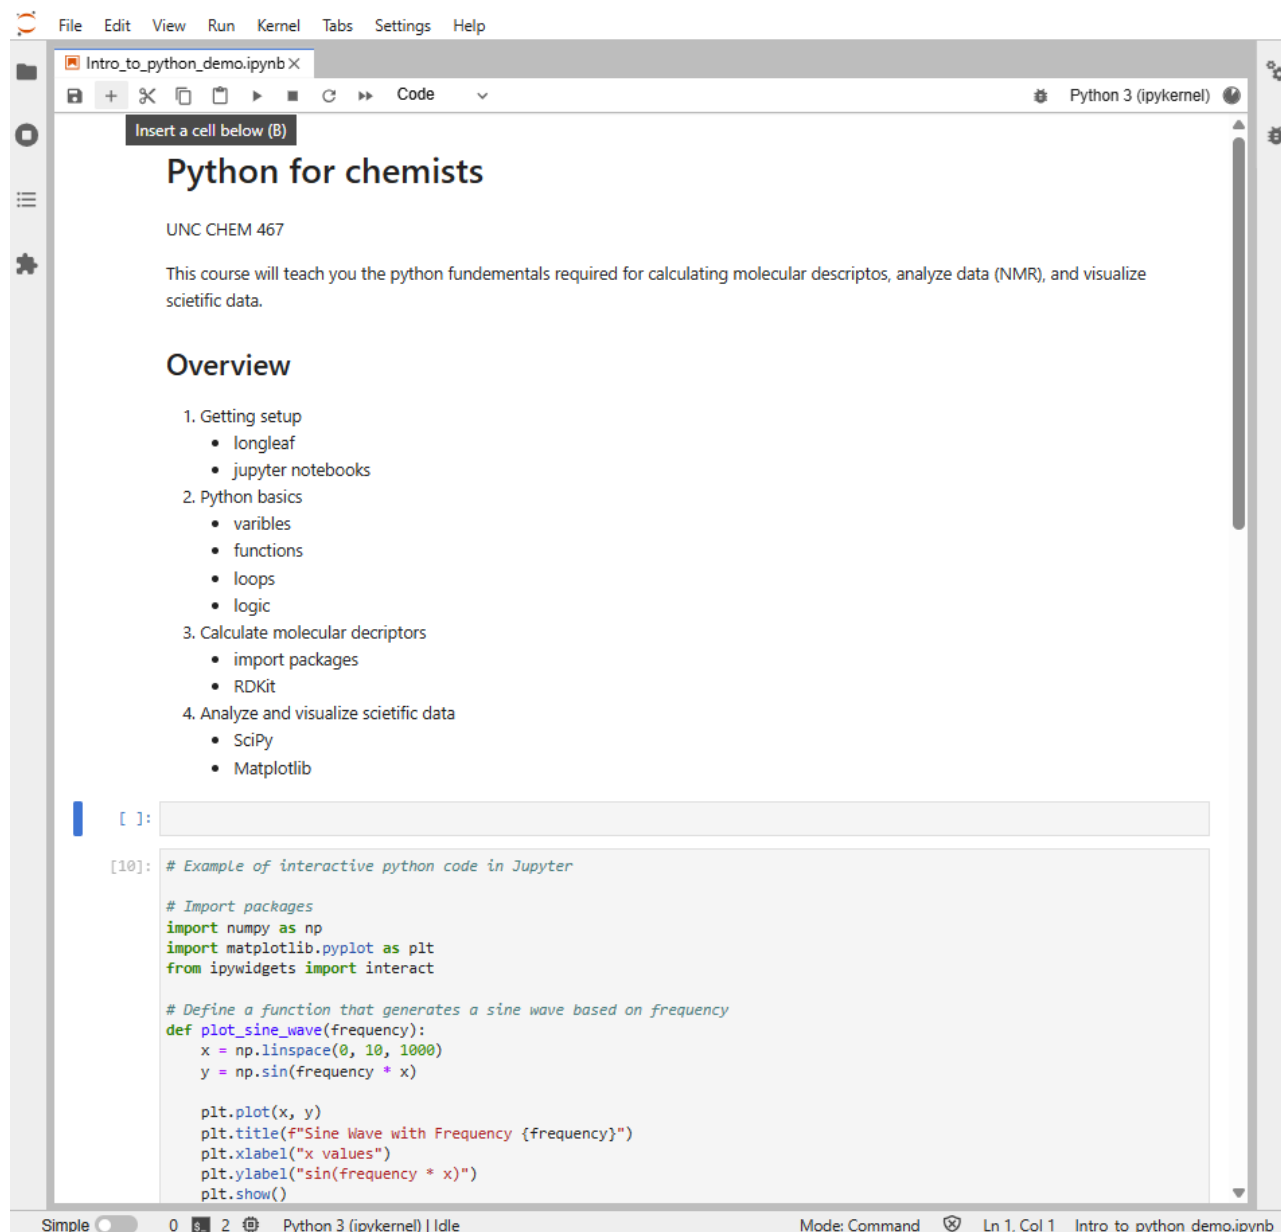 File Edit View Run Kernel Tabs Settings Help
Intro_to_python_demo.ipynb
Code Python 3 (ipykernel)
Insert a cell below (B)
Python for chemists
UNC CHEM 467
This course will teach you the python fundementals required for calculating molecular descriptos, analyze data (NMR), and visualize
scietific data.
Overview
1. Getting setup
• longleaf
• jupyter notebooks
2. Python basics
• varibles
• functions
• loops
• logic
3. Calculate molecular decriptors
• import packages
• RDKit
4. Analyze and visualize scietific data
• SciPy
• Matplotlib
[ ]:
[10]: # Example of interactive python code in Jupyter
# Import packages
import numpy as np
import matplotlib.pyplot as plt
from ipywidgets import interact
# Define a function that generates a sine wave based on frequency
def plot_sine_wave(frequency):
    x = np.linspace(0, 10, 1000)
    y = np.sin(frequency * x)
    plt.plot(x, y)
    plt.title(f"Sine Wave with Frequency {frequency}")
    plt.xlabel("x values")
    plt.ylabel("sin(frequency * x)")
    plt.show()
Simple 0 $_ 2 Python 3 (ipykernel) | Idle Mode: Command Ln 1, Col 1 Intro_to_python_demo.ipynb